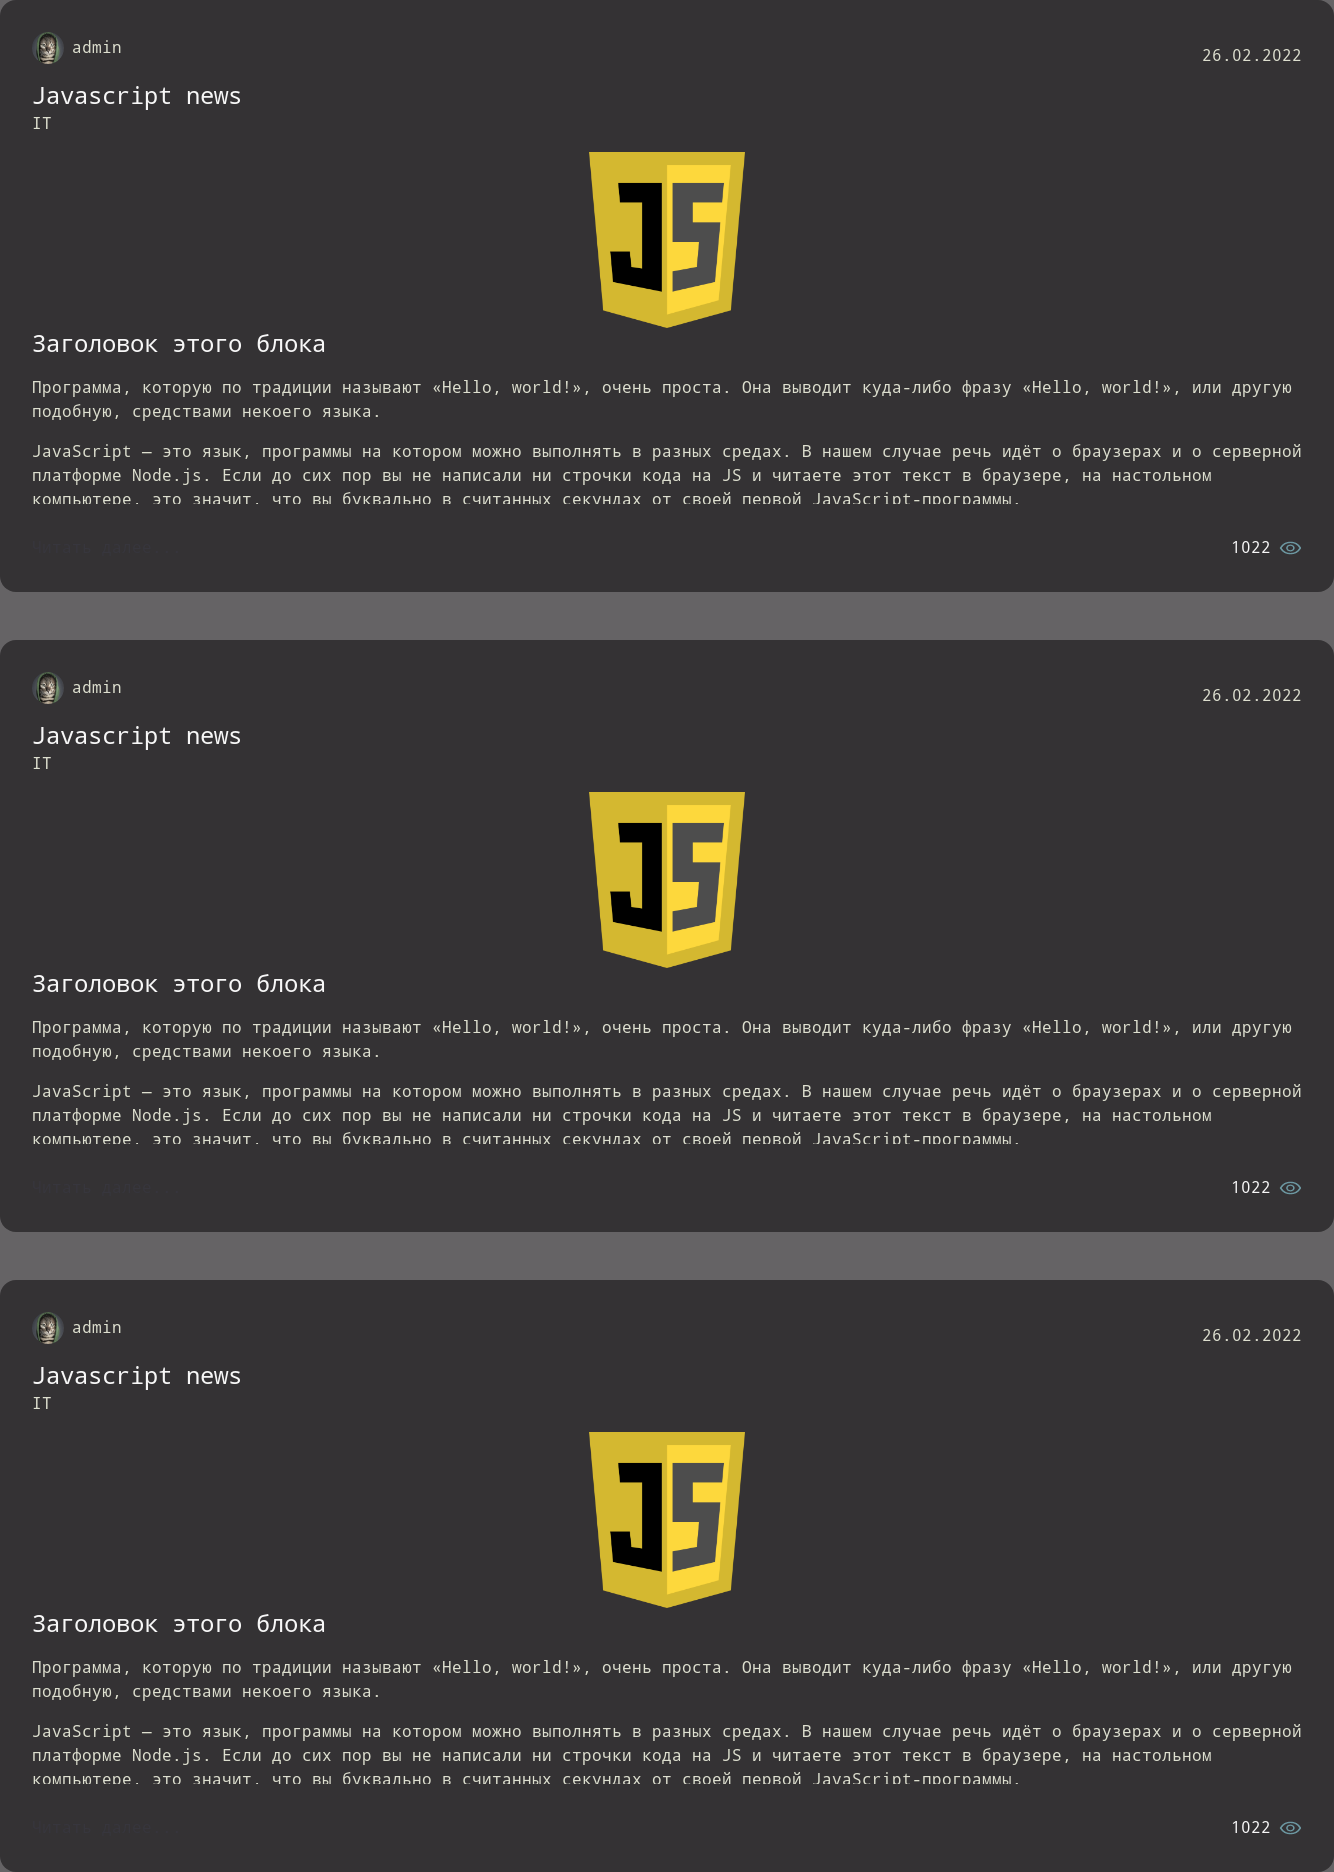 admin
26.02.2022
Javascript news
IT
JS
Заголовок этого блока
Программа, которую по традиции называют «Hello, world!», очень проста. Она выводит куда-либо фразу «Hello, world!», или другую
подобную, средствами некоего языка.
JavaScript — это язык, программы на котором можно выполнять в разных средах. В нашем случае речь идёт о браузерах и о серверной
платформе Node.js. Если до сих пор вы не написали ни строчки кода на JS и читаете этот текст в браузере, на настольном
компьютере, это значит, что вы буквально в считанных секундах от своей первой JavaScript-программы.
1022
admin
26.02.2022
Javascript news
IT
JS
Заголовок этого блока
Программа, которую по традиции называют «Hello, world!», очень проста. Она выводит куда-либо фразу «Hello, world!», или другую
подобную, средствами некоего языка.
JavaScript — это язык, программы на котором можно выполнять в разных средах. В нашем случае речь идёт о браузерах и о серверной
платформе Node.js. Если до сих пор вы не написали ни строчки кода на JS и читаете этот текст в браузере, на настольном
компьютере, это значит, что вы буквально в считанных секундах от своей первой JavaScript-программы.
1022
admin
26.02.2022
Javascript news
IT
JS
Заголовок этого блока
Программа, которую по традиции называют «Hello, world!», очень проста. Она выводит куда-либо фразу «Hello, world!», или другую
подобную, средствами некоего языка.
JavaScript — это язык, программы на котором можно выполнять в разных средах. В нашем случае речь идёт о браузерах и о серверной
платформе Node.js. Если до сих пор вы не написали ни строчки кода на JS и читаете этот текст в браузере, на настольном
компьютере, это значит, что вы буквально в считанных секундах от своей первой JavaScript-программы.
1022